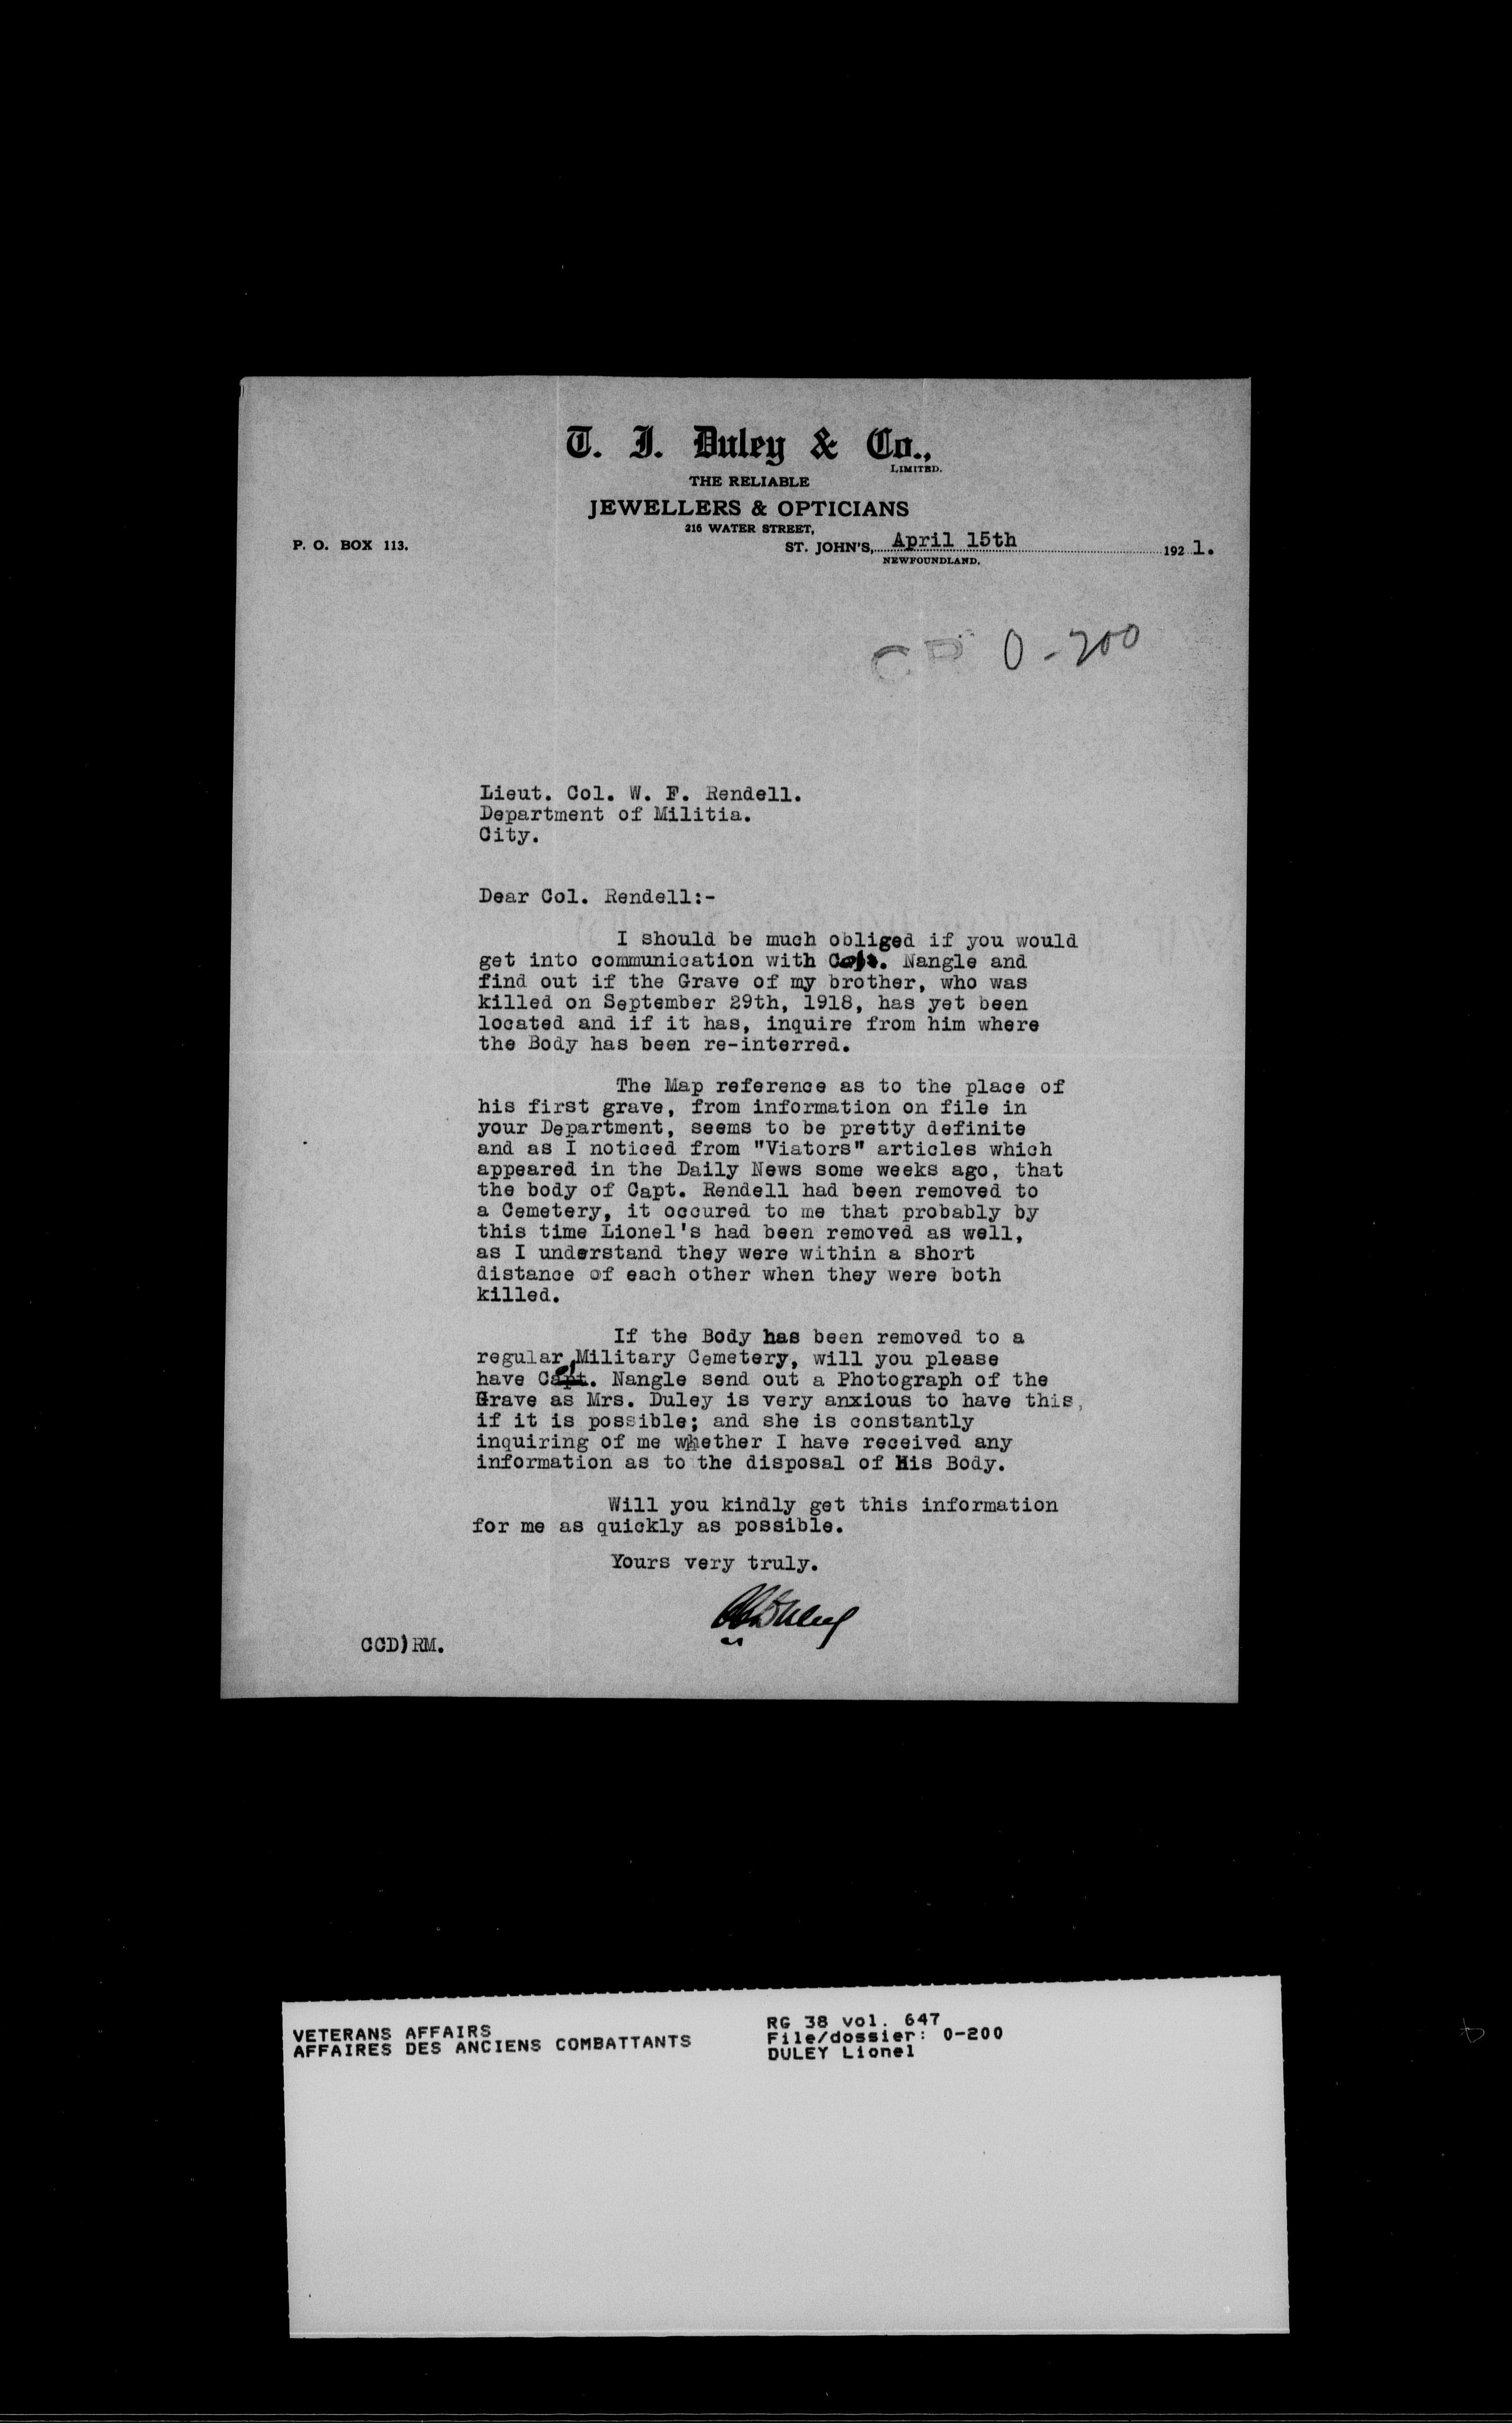 T. J. Duley & Co.,
LIMITED.
THE RELIABLE
JEWELLERS & OPTICIANS
216 WATER STREET,
P. O. BOX 113.
ST. JOHN'S, April 15th 1921.
NEWFOUNDLAND.
CR 0-200
Lieut. Col. W. F. Rendell.
Department of Militia.
City.
Dear Col. Rendell:-
I should be much obliged if you would
get into communication with Capt. Nangle and
find out if the Grave of my brother, who was
killed on September 29th, 1918, has yet been
located and if it has, inquire from him where
the Body has been re-interred.
The Map reference as to the place of
his first grave, from information on file in
your Department, seems to be pretty definite
and as I noticed from "Viators" articles which
appeared in the Daily News some weeks ago, that
the body of Capt. Rendell had been removed to
a Cemetery, it occured to me that probably by
this time Lionel's had been removed as well,
as I understand they were within a short
distance of each other when they were both
killed.
If the Body has been removed to a
regular Military Cemetery, will you please
have Capt. Nangle send out a Photograph of the
Grave as Mrs. Duley is very anxious to have this,
if it is possible; and she is constantly
inquiring of me whether I have received any
information as to the disposal of His Body.
Will you kindly get this information
for me as quickly as possible.
Yours very truly.
Duley
CCD)RM.
VETERANS AFFAIRS
AFFAIRES DES ANCIENS COMBATTANTS
RG 38 vol. 647
File/dossier: 0-200
DULEY Lionel